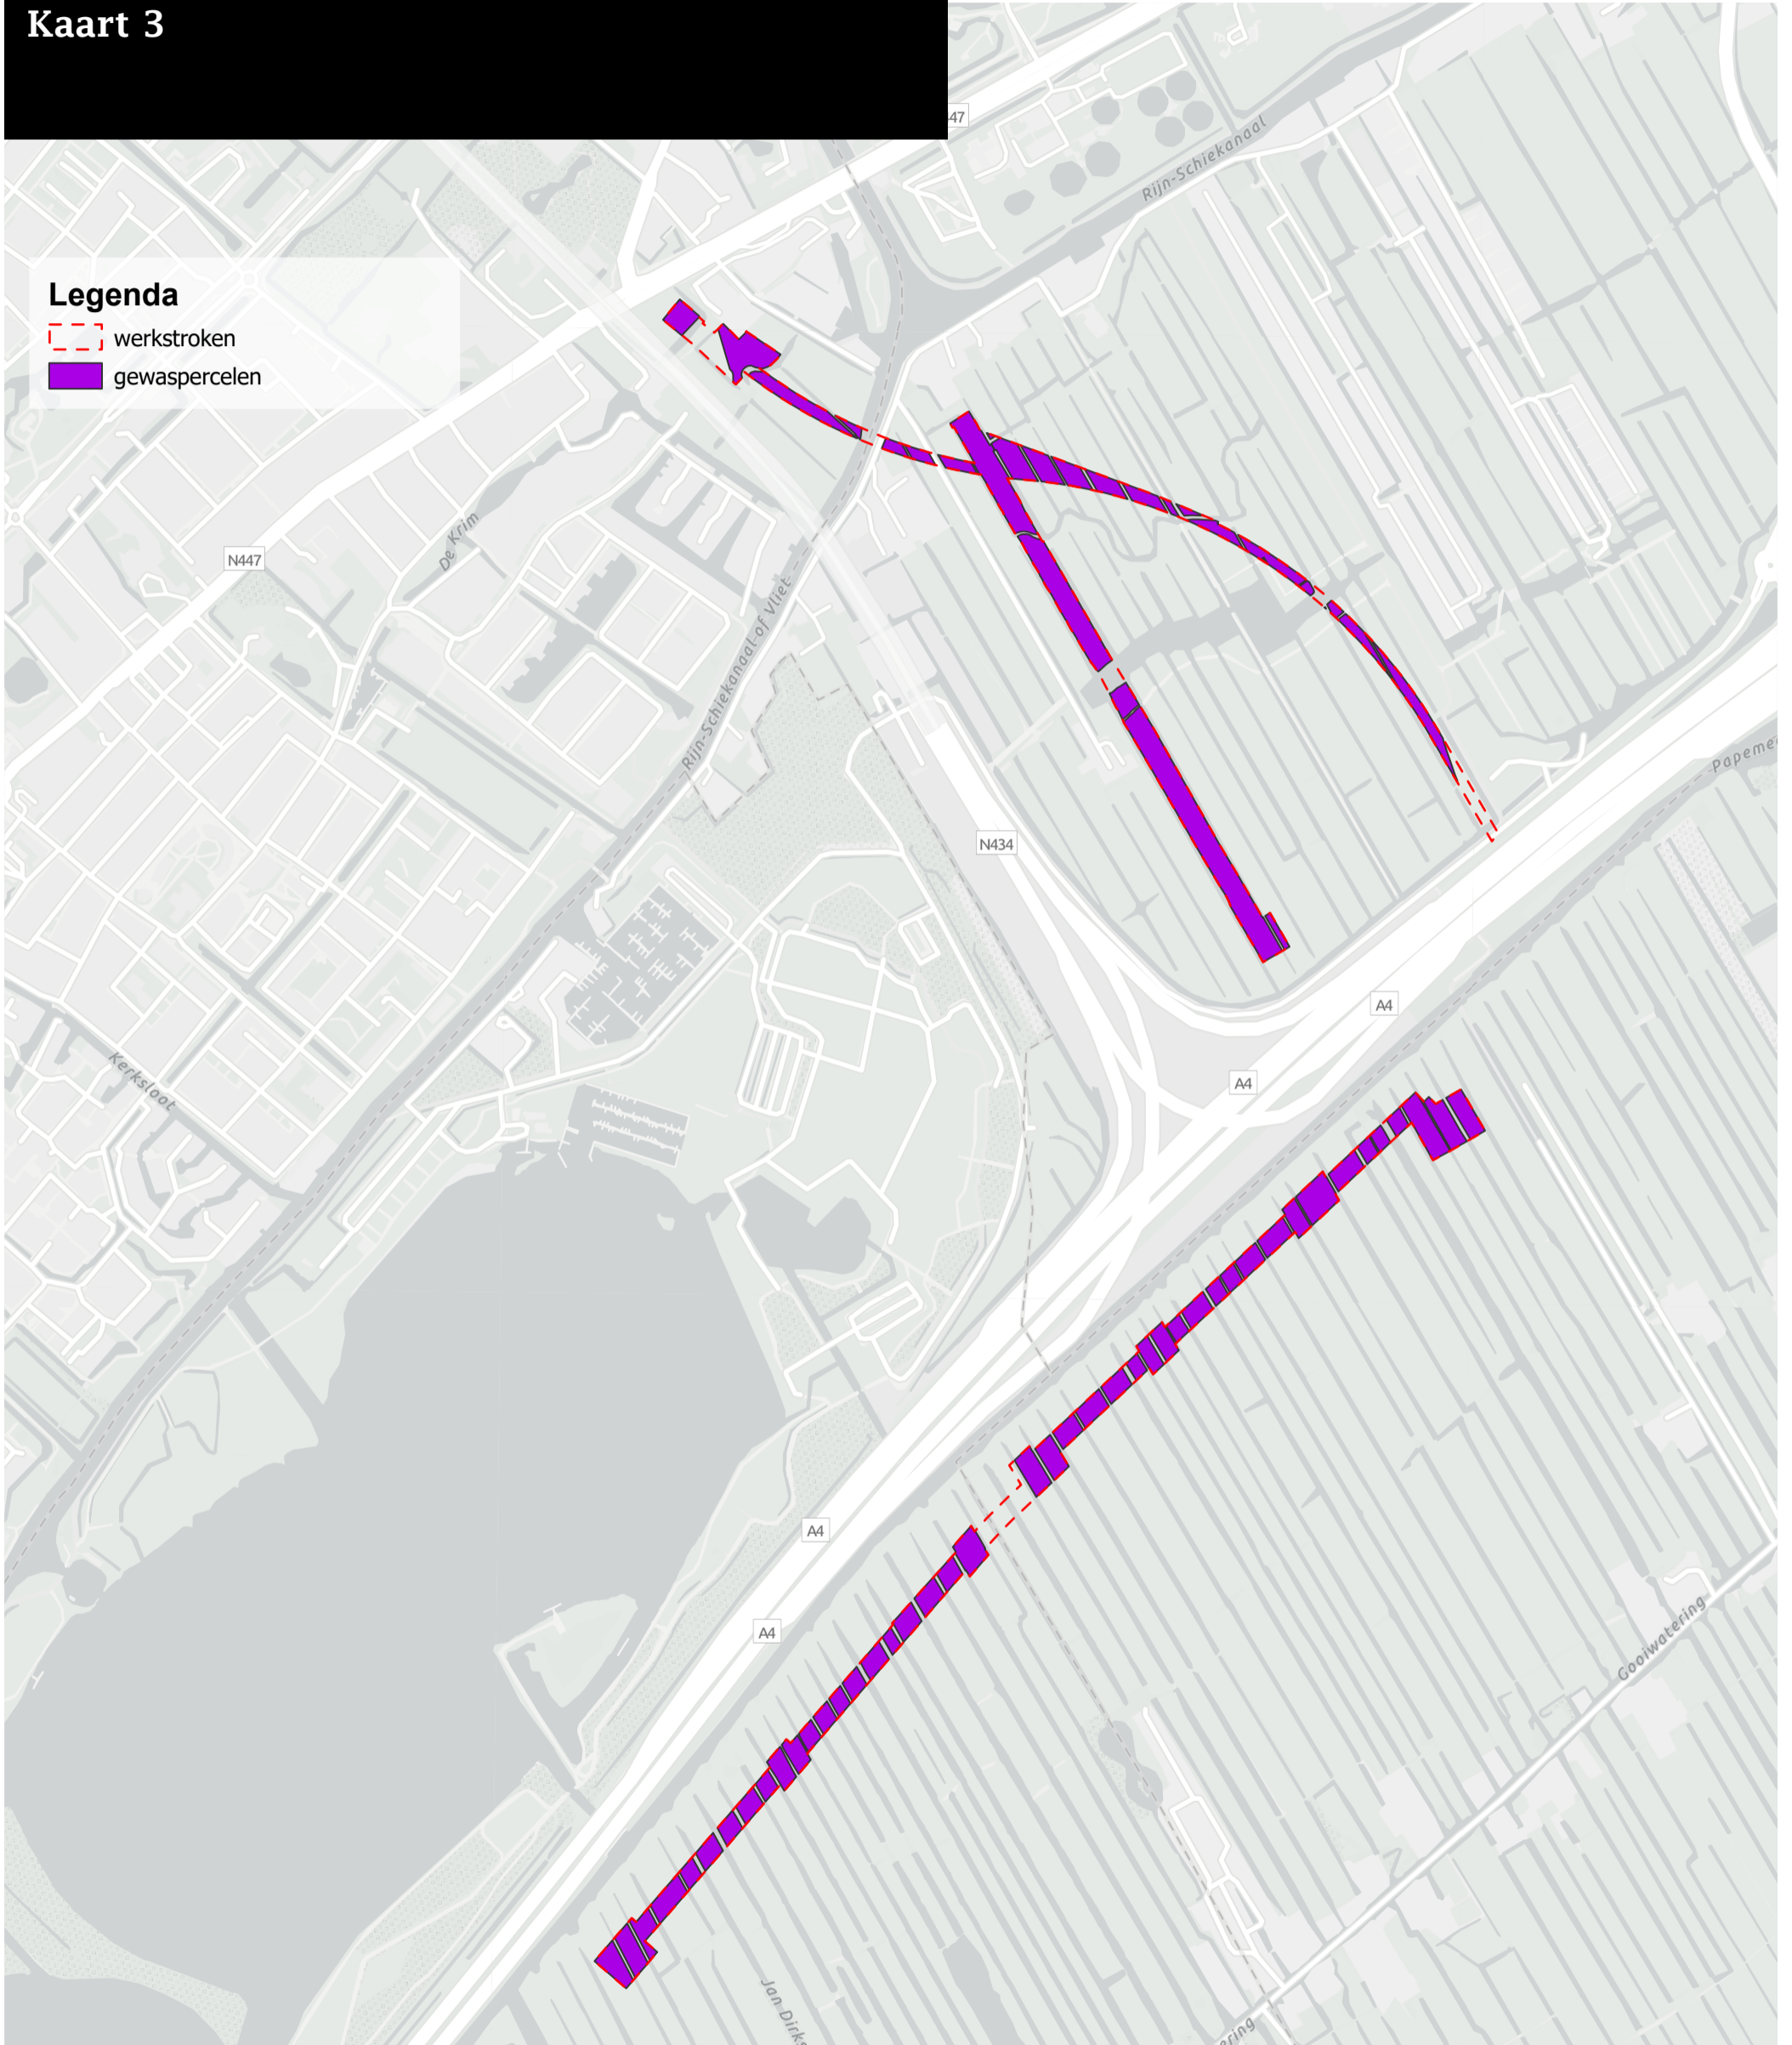 Kaart 3
47
Rijn-Schiekanaal
Legenda
werkstroken
gewaspercelen
De Krim
N447
Rijn-Schiekanaal of Vliet
Papeme
N434
A4
Kerksloot
A4
A4
A4
Gooiwatering
Jan Dirks
ering